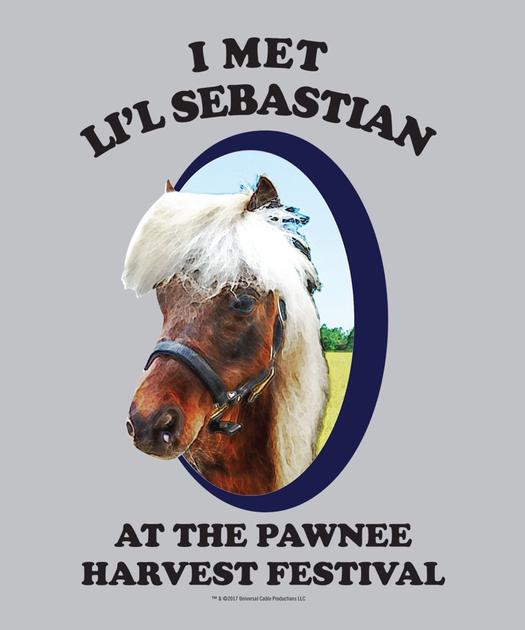 I MET
LI'L SEBASTIAN
AT THE PAWNEE
HARVEST FESTIVAL
™ & ©2017 Universal Cable Productions LLC